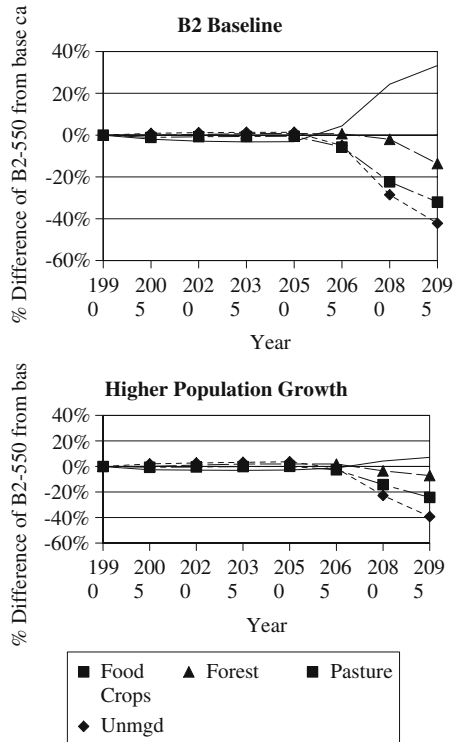 B2 Baseline
% Difference of B2-550 from base ca
40%
20%
0%
-20%
-40%
-60%
199 200 202 203 205 206 208 209
0 5 0 5 0 5 0 5
Year
Higher Population Growth
% Difference of B2-550 from bas
40%
20%
0%
-20%
-40%
-60%
199 200 202 203 205 206 208 209
0 5 0 5 0 5 0 5
Year
Food Forest Pasture
Crops
Unmgd